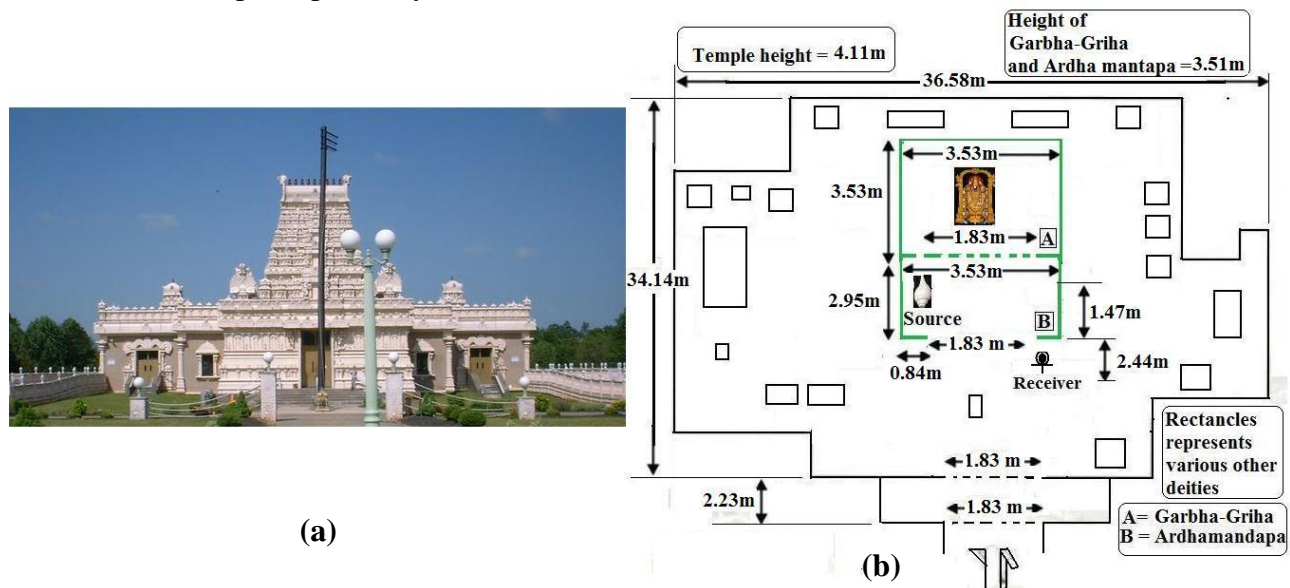 Temple height = 4.11m
Height of
Garbha-Griha
and Ardha mantapa =3.51m
36.58m
3.53m
3.53m
1.83m
A
3.53m
34.14m
2.95m
Source
B
1.47m
1.83m
0.84m
2.44m
Receiver
1.83 m
Rectancles
represents
various other
deities
2.23m
1.83 m
A= Garbha-Griha
B = Ardhamandapa
(a)
(b)